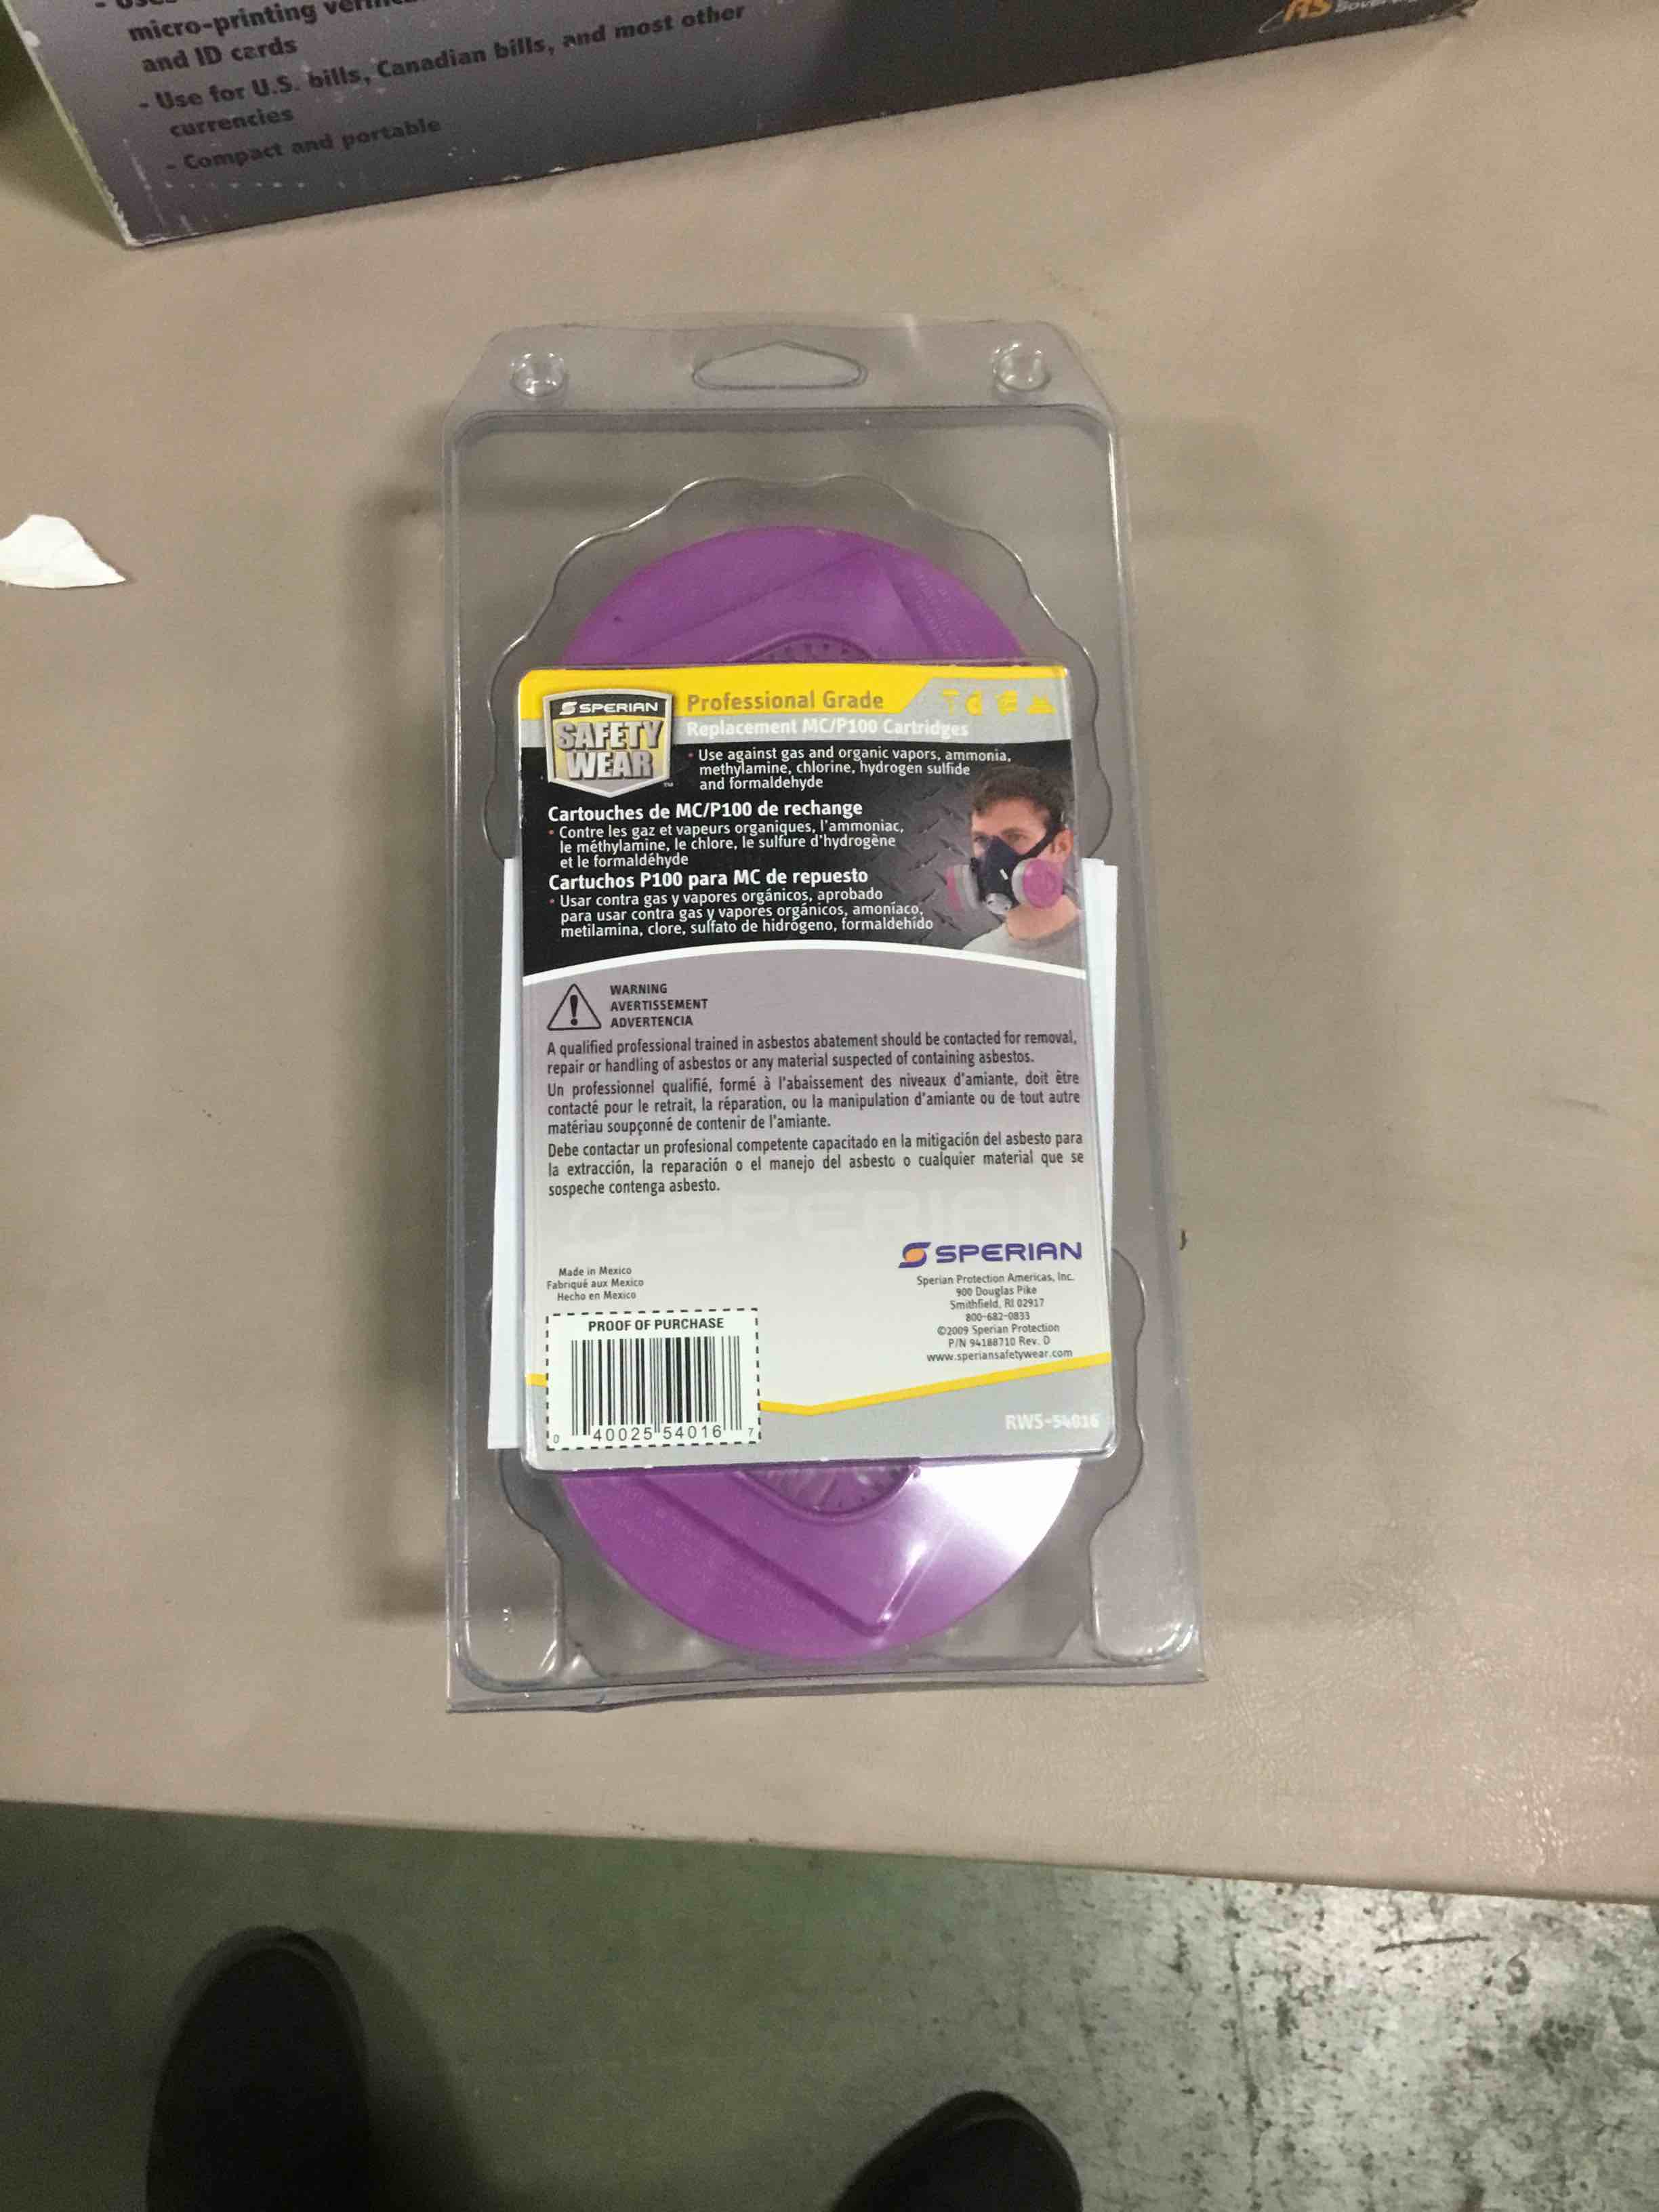 micro-printing
and ID cards
- Use for U.S. bills, Canadian bills, and most other
currencies
- Compact and portable
RS
SPERIAN
SAFETY
WEAR
TM
Professional Grade
Replacement MC/P100 Cartridges
• Use against gas and organic vapors, ammonia,
methylamine, chlorine, hydrogen sulfide
and formaldehyde
Cartouches de MC/P100 de rechange
• Contre les gaz et vapeurs organiques, l'ammoniac,
le méthylamine, le chlore, le sulfure d'hydrogène
et le formaldéhyde
Cartuchos P100 para MC de repuesto
• Usar contra gas y vapores orgánicos, aprobado
para usar contra gas y vapores orgánicos, amoníaco,
metilamina, clore, sulfato de hidrógeno, formaldehído
WARNING
AVERTISSEMENT
ADVERTENCIA
A qualified professional trained in asbestos abatement should be contacted for removal,
repair or handling of asbestos or any material suspected of containing asbestos.
Un professionnel qualifié, formé à l'abaissement des niveaux d'amiante, doit être
contacté pour le retrait, la réparation, ou la manipulation d'amiante ou de tout autre
matériau soupçonné de contenir de l'amiante.
Debe contactar un profesional competente capacitado en la mitigación del asbesto para
la extracción, la reparación o el manejo del asbesto o cualquier material que se
sospeche contenga asbesto.
SPERIAN
SPERIAN
Sperian Protection Americas, Inc.
900 Douglas Pike
Smithfield, RI 02917
800-682-0833
©2009 Sperian Protection
P/N 94188710 Rev. D
www.speriansafetywear.com
Made in Mexico
Fabriqué aux Mexico
Hecho en Mexico
PROOF OF PURCHASE
0 40025 54016 7
RWS-54016